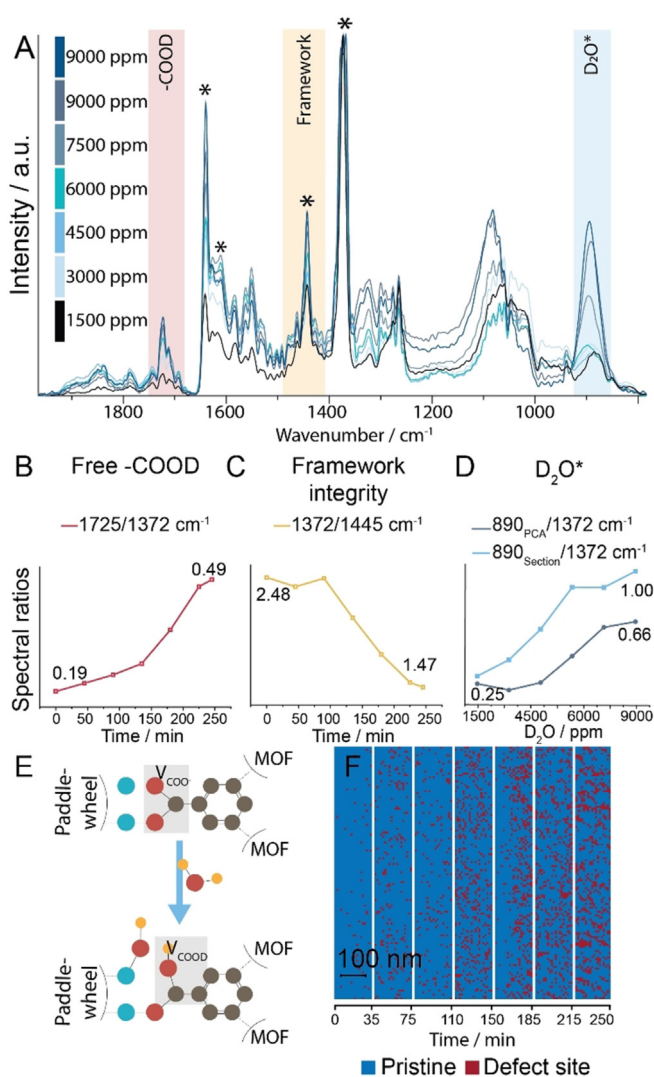 A
9000 ppm
9000 ppm
7500 ppm
6000 ppm
4500 ppm
3000 ppm
1500 ppm
Intensity / a.u.
-COOD
Framework
D₂O*
*
*
*
*
1800 1600 1400 1200 1000
Wavenumber / cm⁻¹
B Free -COOD
1725/1372 cm⁻¹
Spectral ratios
0.19
0.49
0 50 100 150 200 250
Time / min
C Framework
integrity
1372/1445 cm⁻¹
2.48
1.47
0 50 100 150 200 250
Time / min
D D₂O*
890PCA/1372 cm⁻¹
890Section/1372 cm⁻¹
1.00
0.66
0.25
1500 3000 6000 9000
D₂O / ppm
E
Paddle-
wheel
VCOO⁻
MOF
MOF
Paddle-
wheel
VCOOD
MOF
MOF
F
100 nm
0 35 75 110 150 185 215 250
Time / min
Pristine Defect site